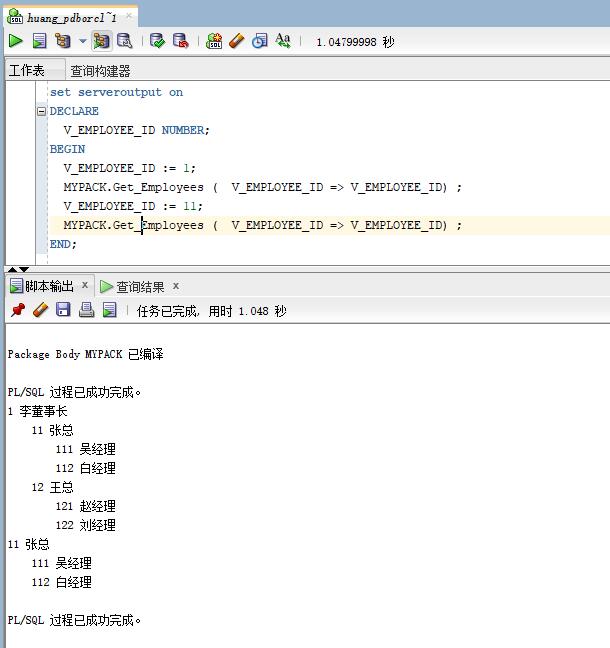 huang_pdborcl~1
1.04799998 秒
工作表 查询构建器
set serveroutput on
DECLARE
V_EMPLOYEE_ID NUMBER;
BEGIN
V_EMPLOYEE_ID := 1;
MYPACK.Get_Employees (  V_EMPLOYEE_ID => V_EMPLOYEE_ID) ;
V_EMPLOYEE_ID := 11;
MYPACK.Get_Employees (  V_EMPLOYEE_ID => V_EMPLOYEE_ID) ;
END;
脚本输出 x 查询结果 x
任务已完成, 用时 1.048 秒
Package Body MYPACK 已编译
PL/SQL 过程已成功完成。
1 李董事长
11 张总
111 吴经理
112 白经理
12 王总
121 赵经理
122 刘经理
11 张总
111 吴经理
112 白经理
PL/SQL 过程已成功完成。